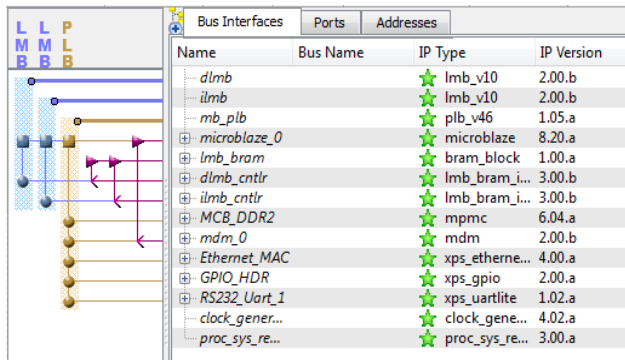 L L P
M M L
B B B
Bus Interfaces Ports Addresses
Name Bus Name IP Type IP Version
dlmb lmb_v10 2.00.b
ilmb lmb_v10 2.00.b
mb_plb plb_v46 1.05.a
microblaze_0 microblaze 8.20.a
lmb_bram bram_block 1.00.a
dlmb_cntlr lmb_bram_i... 3.00.b
ilmb_cntlr lmb_bram_i... 3.00.b
MCB_DDR2 mpmc 6.04.a
mdm_0 mdm 2.00.b
Ethernet_MAC xps_etherne... 4.00.a
GPIO_HDR xps_gpio 2.00.a
RS232_Uart_1 xps_uartlite 1.02.a
clock_gener... clock_gene... 4.02.a
proc_sys_re... proc_sys_re... 3.00.a